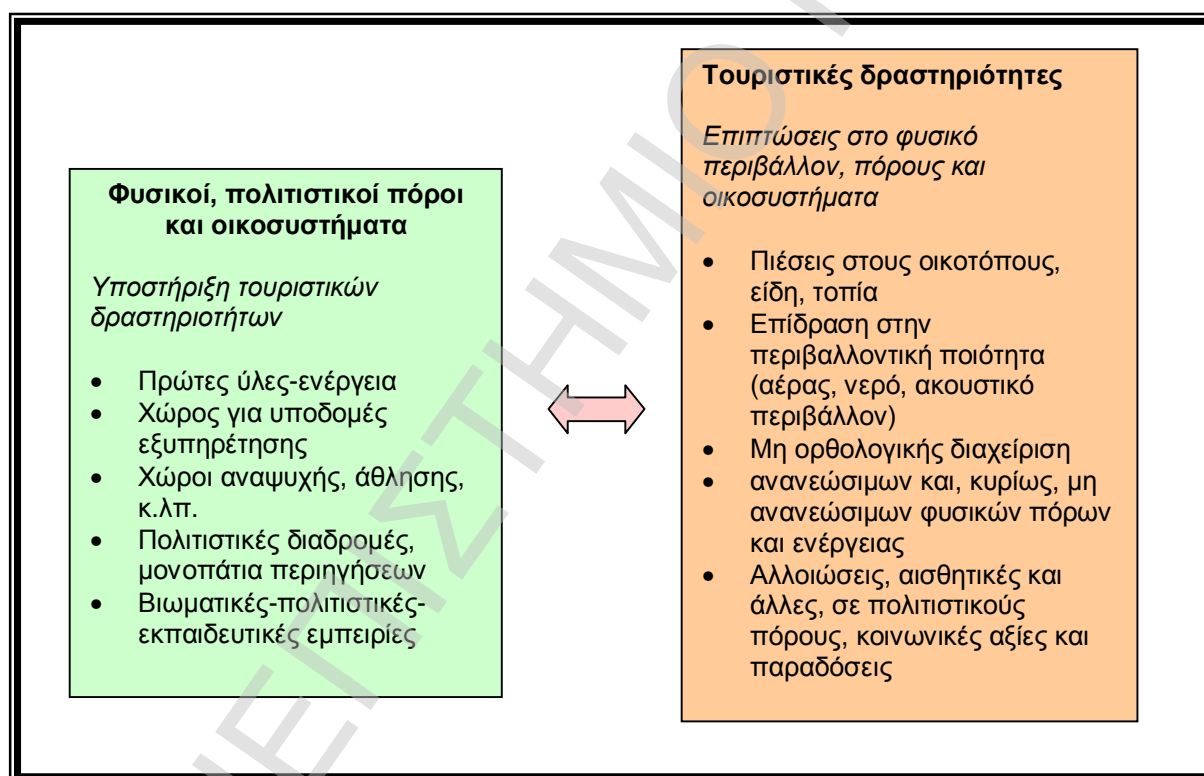 Φυσικοί, πολιτιστικοί πόροι
και οικοσυστήματα
Υποστήριξη τουριστικών
δραστηριοτήτων
• Πρώτες ύλες-ενέργεια
• Χώρος για υποδομές
εξυπηρέτησης
• Χώροι αναψυχής, άθλησης,
κ.λπ.
• Πολιτιστικές διαδρομές,
μονοπάτια περιηγήσεων
• Βιωματικές-πολιτιστικές-
εκπαιδευτικές εμπειρίες
Τουριστικές δραστηριότητες
Επιπτώσεις στο φυσικό
περιβάλλον, πόρους και
οικοσυστήματα
• Πιέσεις στους οικοτόπους,
είδη, τοπία
• Επίδραση στην
περιβαλλοντική ποιότητα
(αέρας, νερό, ακουστικό
περιβάλλον)
• Μη ορθολογικής διαχείριση
• ανανεώσιμων και, κυρίως, μη
ανανεώσιμων φυσικών πόρων
και ενέργειας
• Αλλοιώσεις, αισθητικές και
άλλες, σε πολιτιστικούς
πόρους, κοινωνικές αξίες και
παραδόσεις